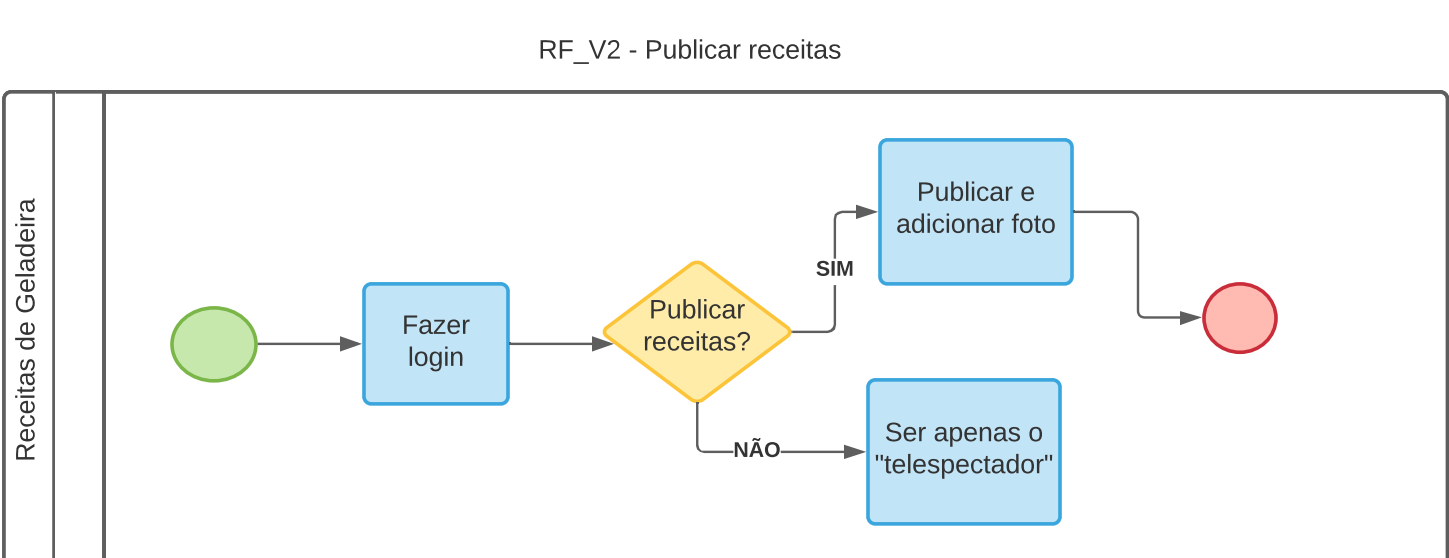 RF_V2 - Publicar receitas
Receitas de Geladeira
Fazer
login
Publicar
receitas?
SIM
Publicar e
adicionar foto
NÃO
Ser apenas o
"telespectador"